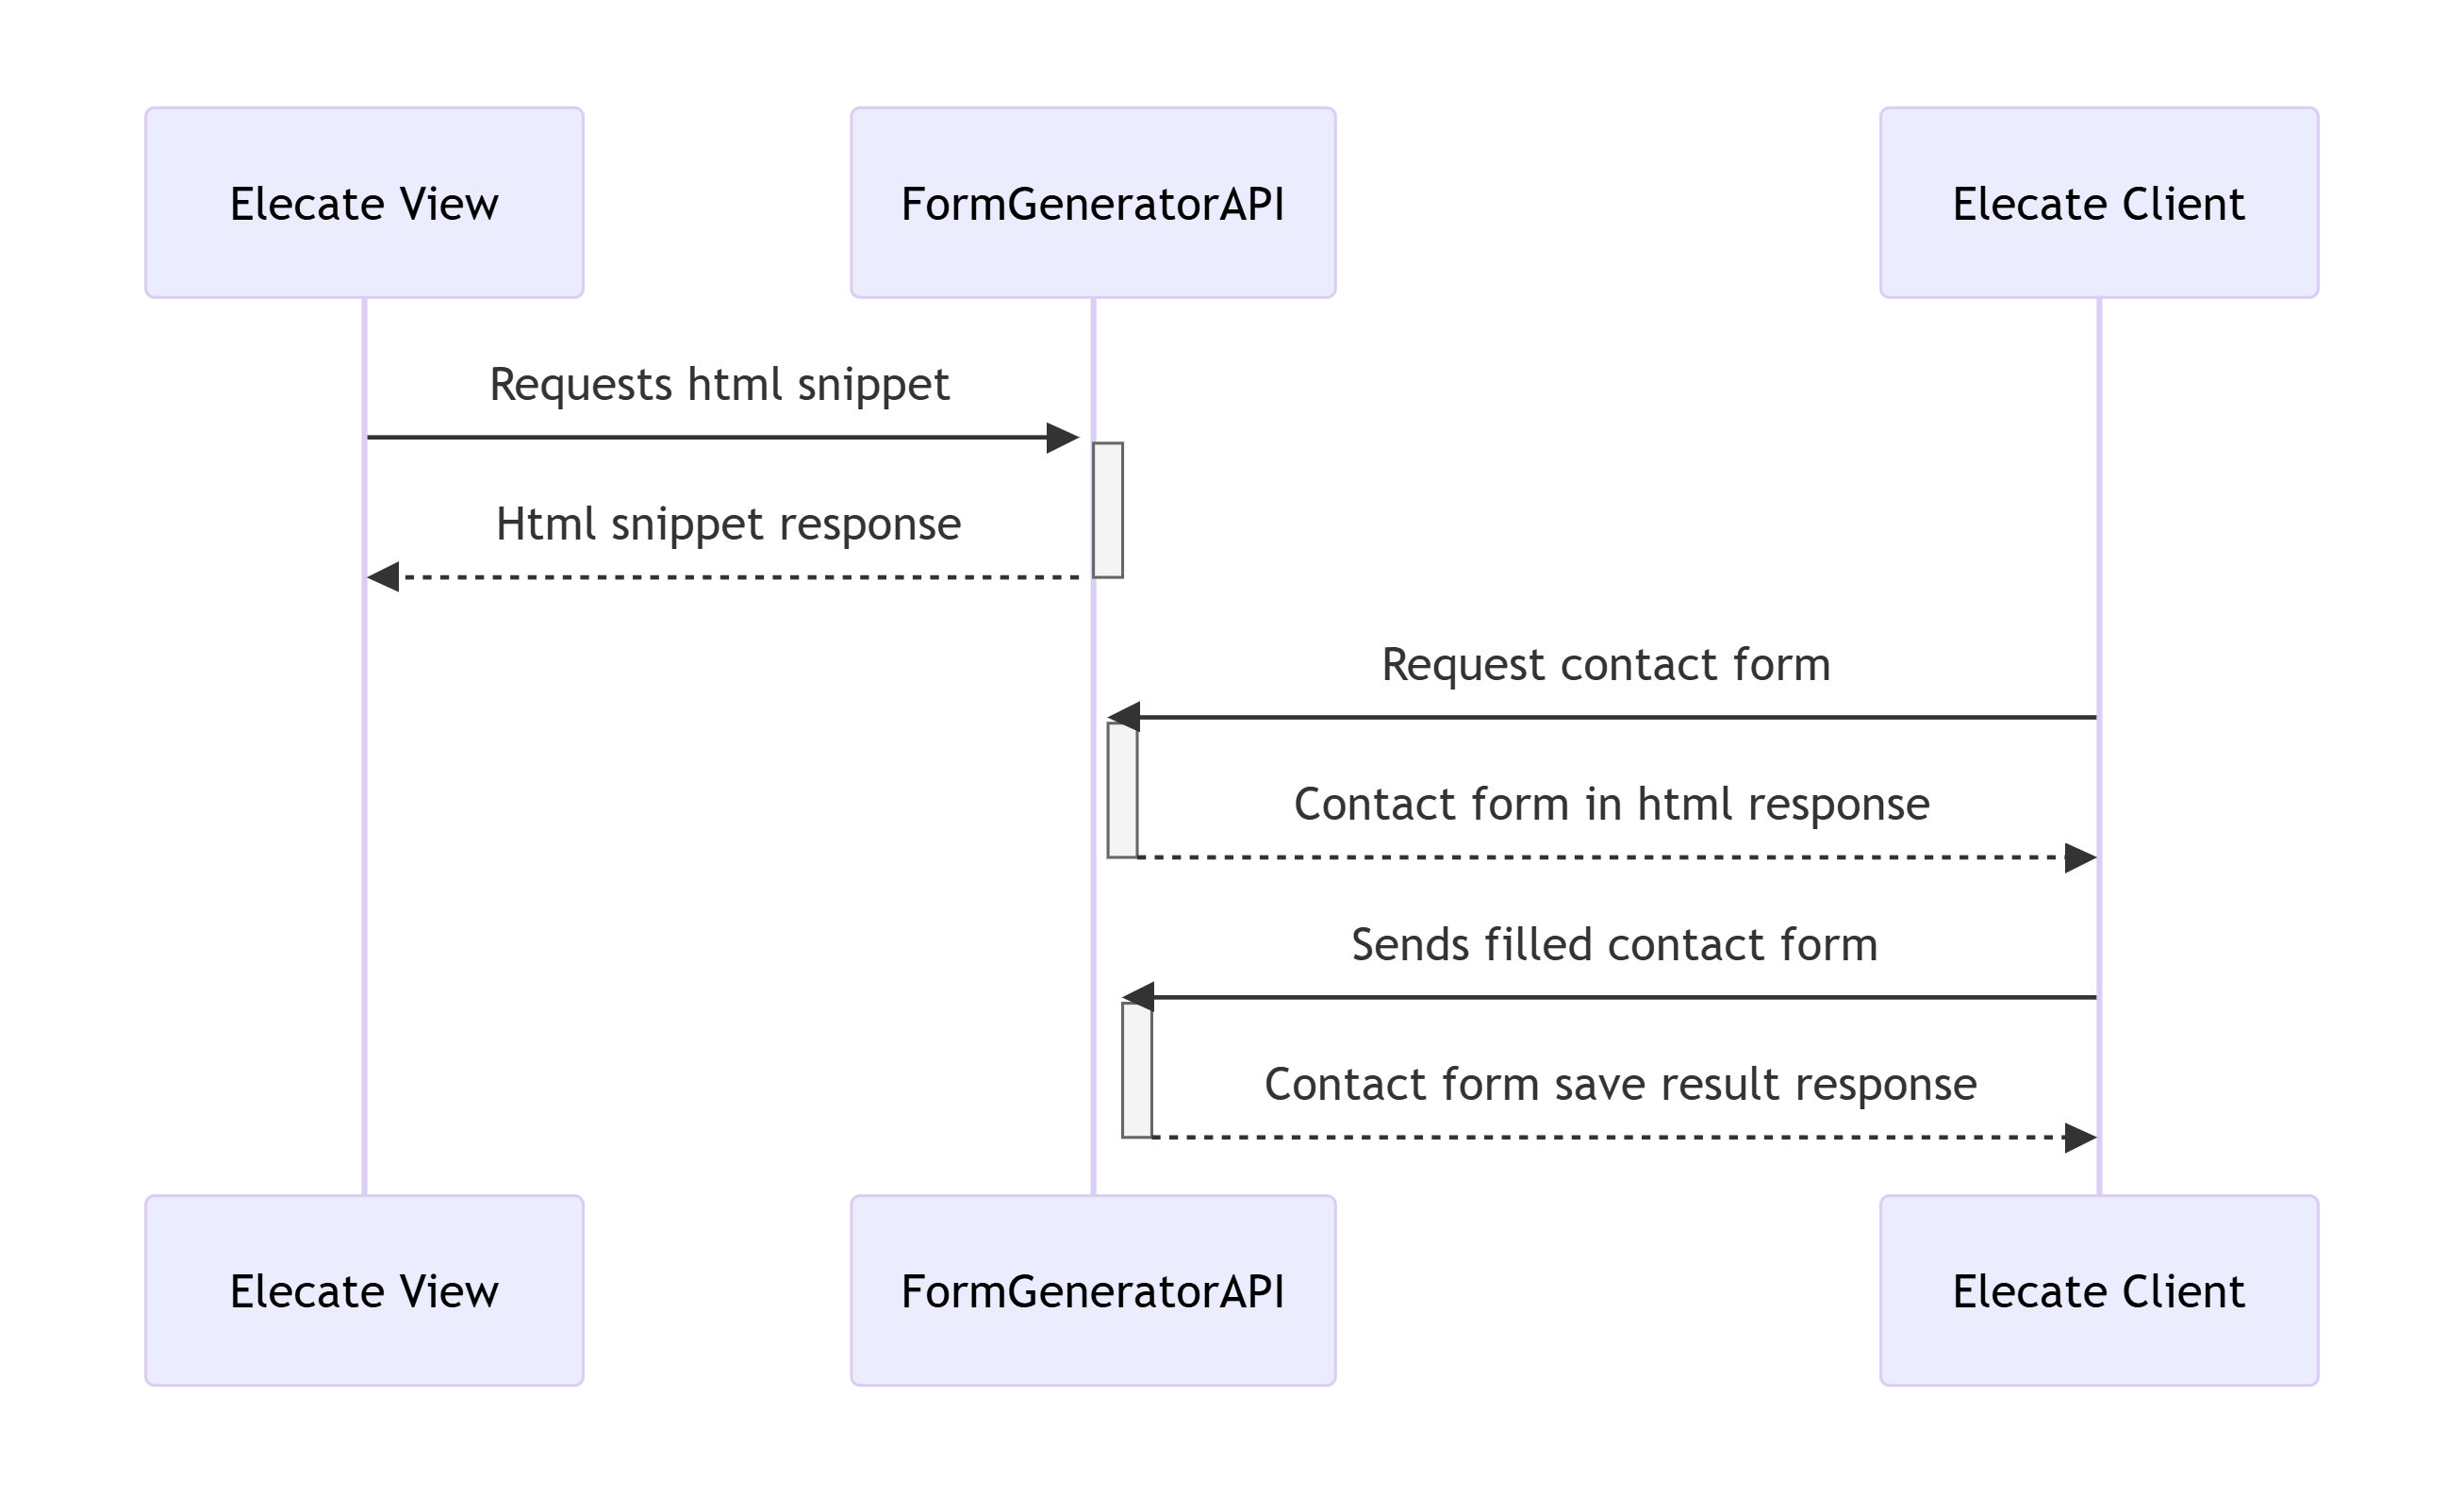 Elecate View
FormGeneratorAPI
Elecate Client
Requests html snippet
Html snippet response
Request contact form
Contact form in html response
Sends filled contact form
Contact form save result response
Elecate View
FormGeneratorAPI
Elecate Client